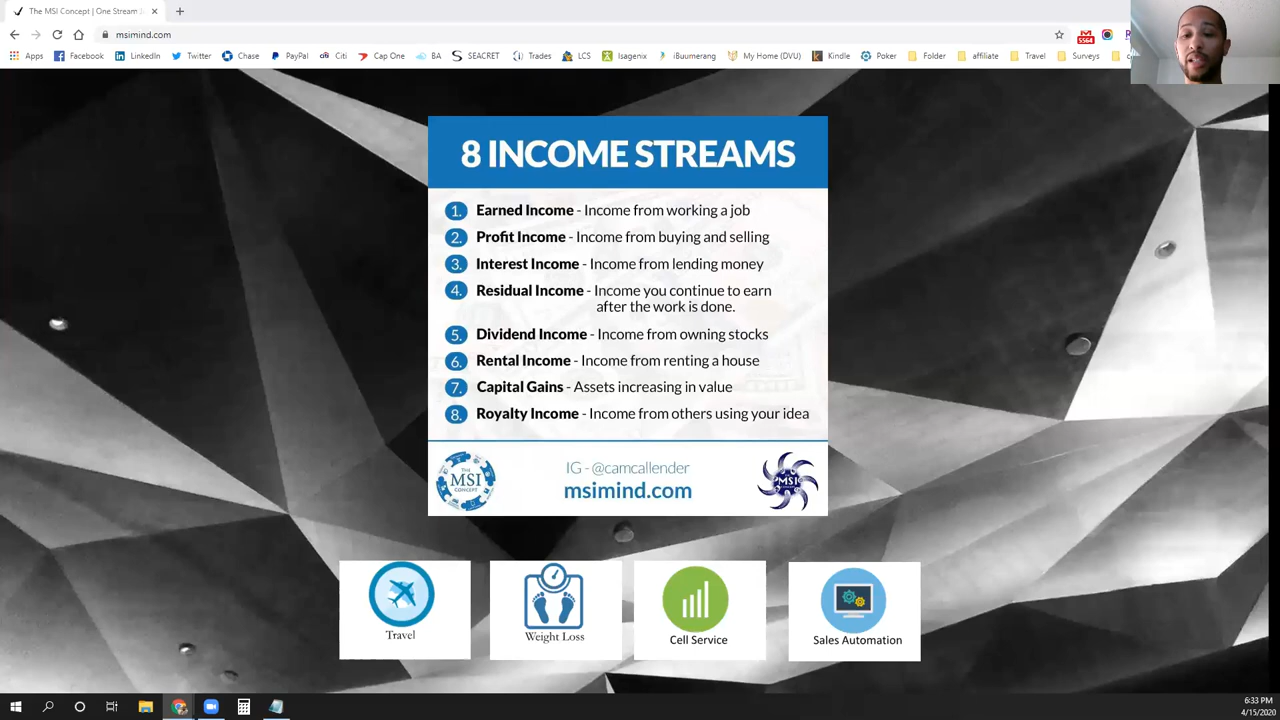 The MSI Concept | One Stream I
msimind.com
5564
Apps
Facebook
LinkedIn
Twitter
Chase
PayPal
Citi
Cap One
BA
SEACRET
Trades
LCS
Isagenix
iBuumerang
My Home (DVU)
Kindle
Poker
Folder
affiliate
Travel
Surveys
8 INCOME STREAMS
1. Earned Income - Income from working a job
2. Profit Income - Income from buying and selling
3. Interest Income - Income from lending money
4. Residual Income - Income you continue to earn
after the work is done.
5. Dividend Income - Income from owning stocks
6. Rental Income - Income from renting a house
7. Capital Gains - Assets increasing in value
8. Royalty Income - Income from others using your idea
THE
MSI
CONCEPT
IG - @camcallender
msimind.com
MSI
Travel
Weight Loss
Cell Service
Sales Automation
6:33 PM
4/15/2020